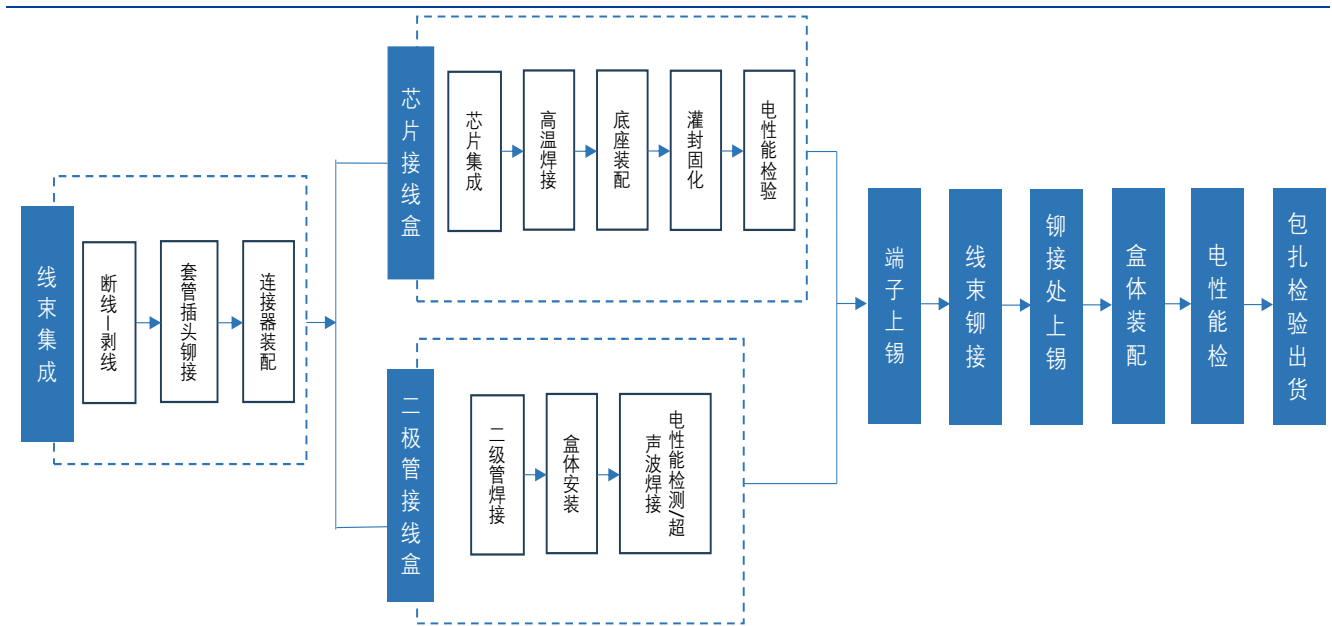 线束集成
断线—剥线
套管插头铆接
连接器装配
芯片接线盒
芯片集成
高温焊接
底座装配
灌封固化
电性能检验
二极管接线盒
二级管焊接
盒体安装
电性能检测/超
声波焊接
端子上锡
线束铆接
铆接处上锡
盒体装配
电性能检
包扎检验出货